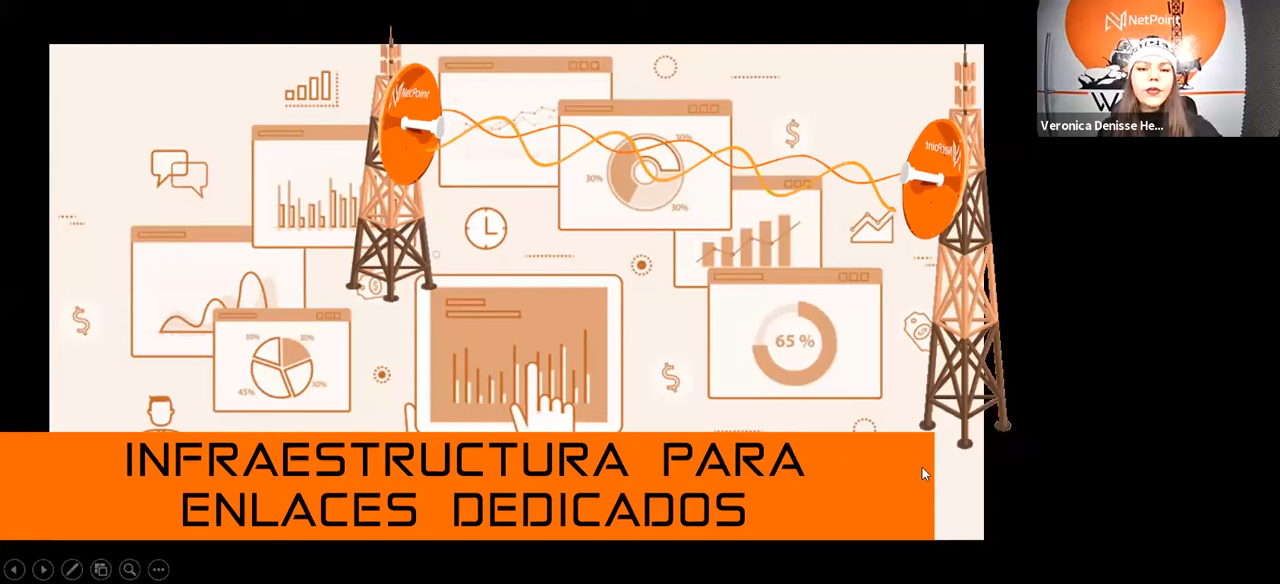 NetPoint
NetPoint
Veronica Denisse He...
NetPoint
30%
30%
30%
65 %
30%
30%
45%
30%
INFRAESTRUCTURA PARA
ENLACES DEDICADOS